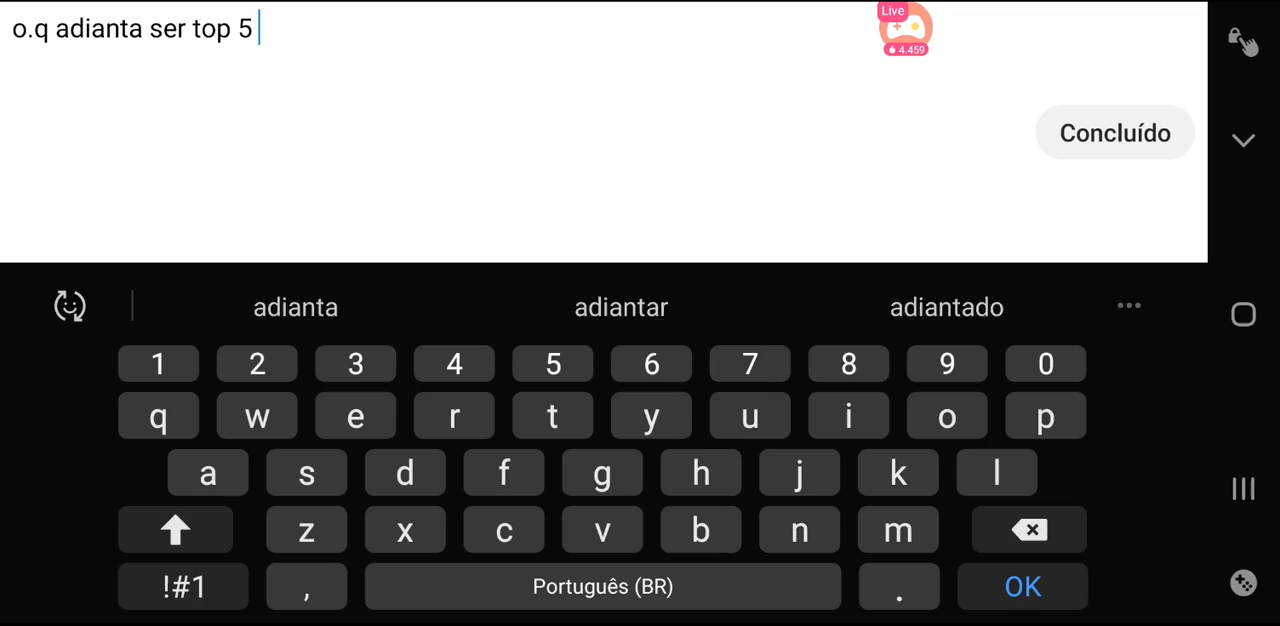 o.q adianta ser top 5
Live
4.459
Concluído
adianta adiantar adiantado
1 2 3 4 5 6 7 8 9 0
q w e r t y u i o p
a s d f g h j k l
z x c v b n m
!#1 , Português (BR) . OK